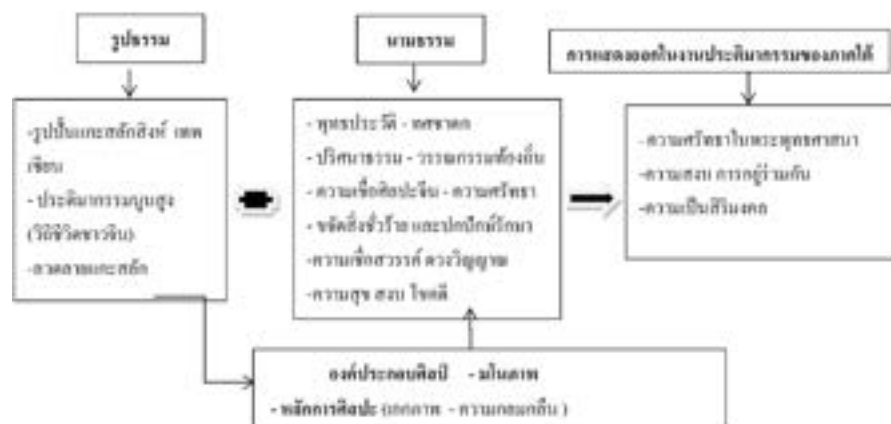 รูปธรรม
-รูปปั้นแกะสลักสิงห์ เทพ
เซียน
- ประติมากรรมนูนสูง
(วิถีชีวิตชาวจีน)
-ลวดลายแกะสลัก
นามธรรม
- พุทธประวัติ - ทศชาดก
- ปริศนาธรรม - วรรณกรรมท้องถิ่น
-ความเชื่อศิลปะจีน - ความศรัทธา
- ขจัดสิ่งชั่วร้าย และปกปักษ์รักษา
-ความเชื่อสวรรค์ ดวงวิญญาณ
-ความสุข สงบ โชคดี
การแสดงออกในงานประติมากรรมของภาคใต้
- ความศรัทธาในพระพุทธศาสนา
-ความสงบ การอยู่ร่วมกัน
-ความเป็นสิริมงคล
องค์ประกอบศิลป์ - มโนภาพ
- หลักการศิลปะ (เอกภาพ - ความกลมกลืน )